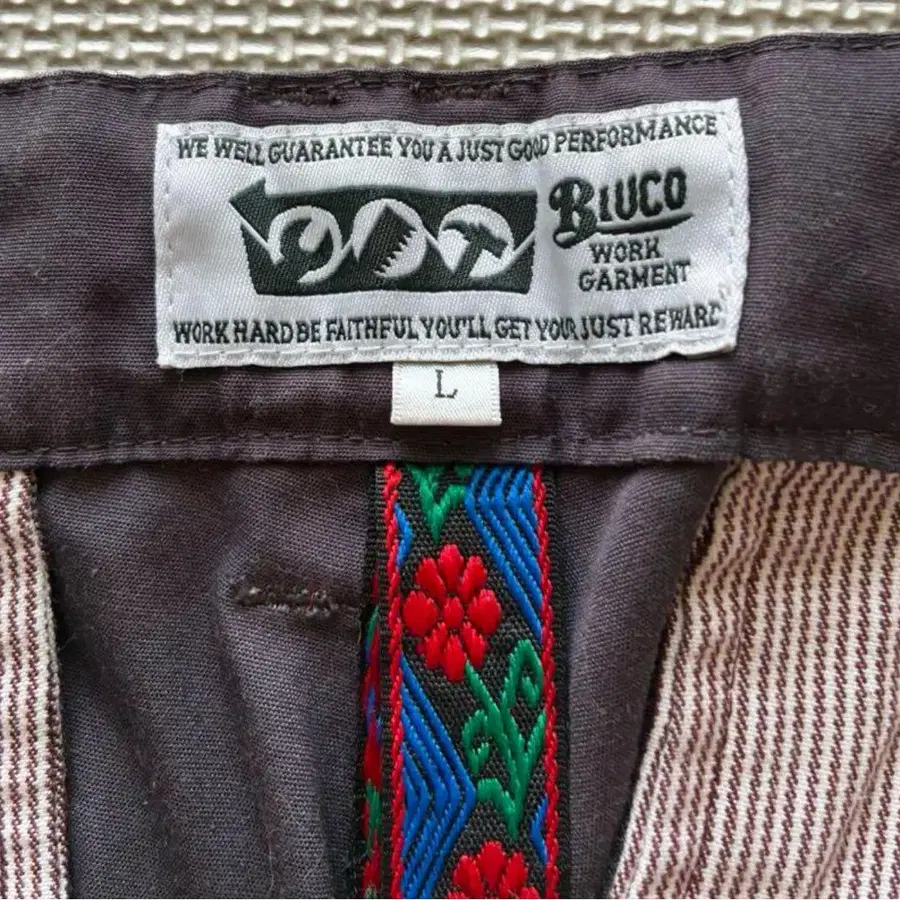 WE WELL GUARANTEE YOU A JUST GOOD PERFORMANCE
BLUCO
WORK
GARMENT
WORK HARD BE FAITHFUL YOU'LL GET YOUR JUST REWARD
L